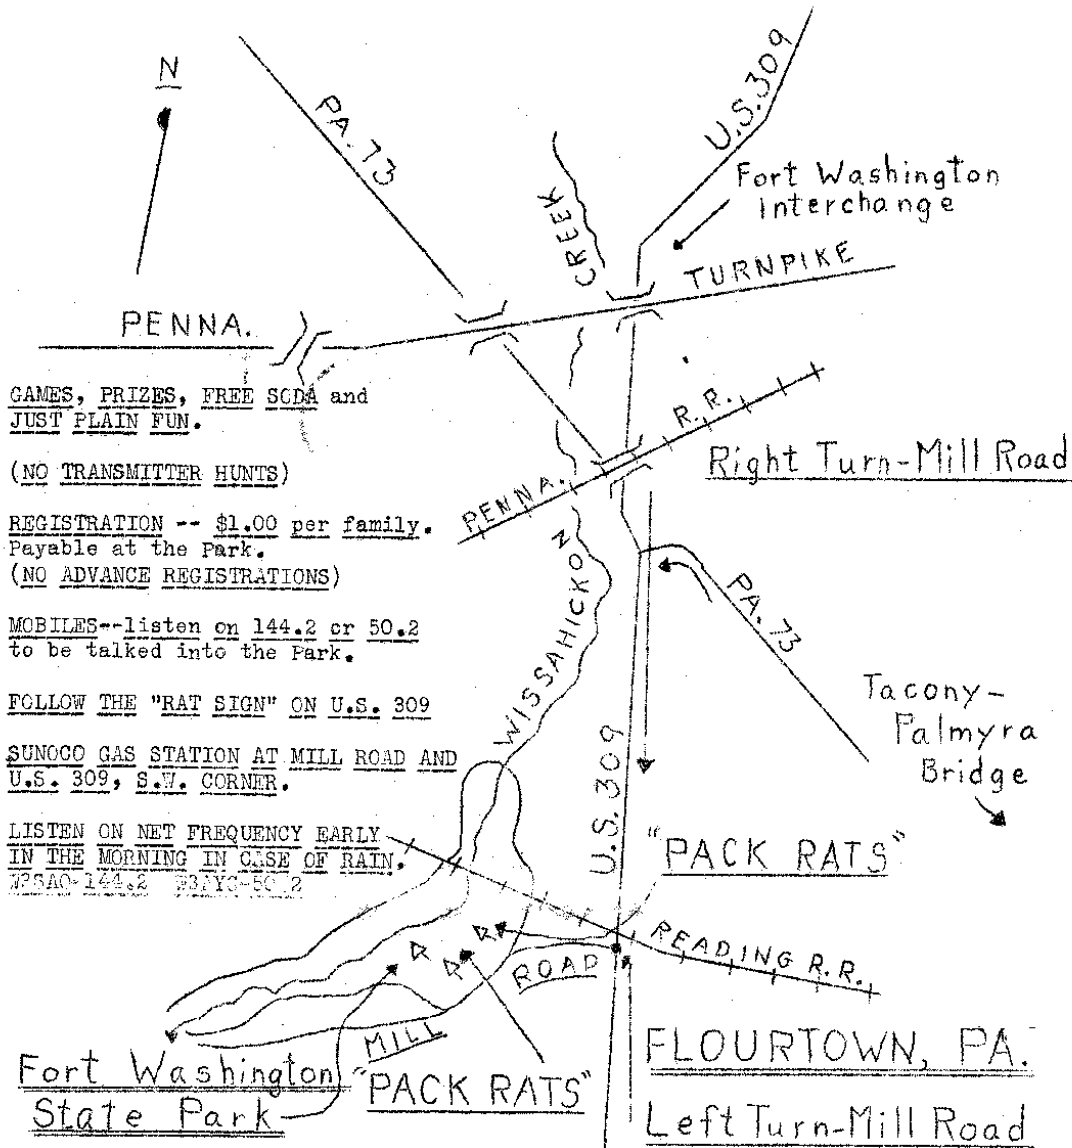 N
PA. 73
U.S. 309
Fort Washington
Interchange
CREEK
TURNPIKE
PENNA.
GAMES, PRIZES, FREE SODA and
JUST PLAIN FUN.
R.R.
Right Turn-Mill Road
(NO TRANSMITTER HUNTS)
PENNA.
REGISTRATION -- $1.00 per family.
Payable at the Park.
(NO ADVANCE REGISTRATIONS)
WISSAHICKON
PA. 73
MOBILES--listen on 144.2 or 50.2
to be talked into the Park.
Tacony-
Palmyra
Bridge
FOLLOW THE "RAT SIGN" ON U.S. 309
SUNOCO GAS STATION AT MILL ROAD AND
U.S. 309, S.W. CORNER.
U.S. 309
LISTEN ON NET FREQUENCY EARLY
IN THE MORNING IN CASE OF RAIN.
144.2 50.2
"PACK RATS"
READING R.R.
ROAD
MILL
FLOURTOWN, PA.
Fort Washington
State Park
"PACK RATS"
Left Turn-Mill Road